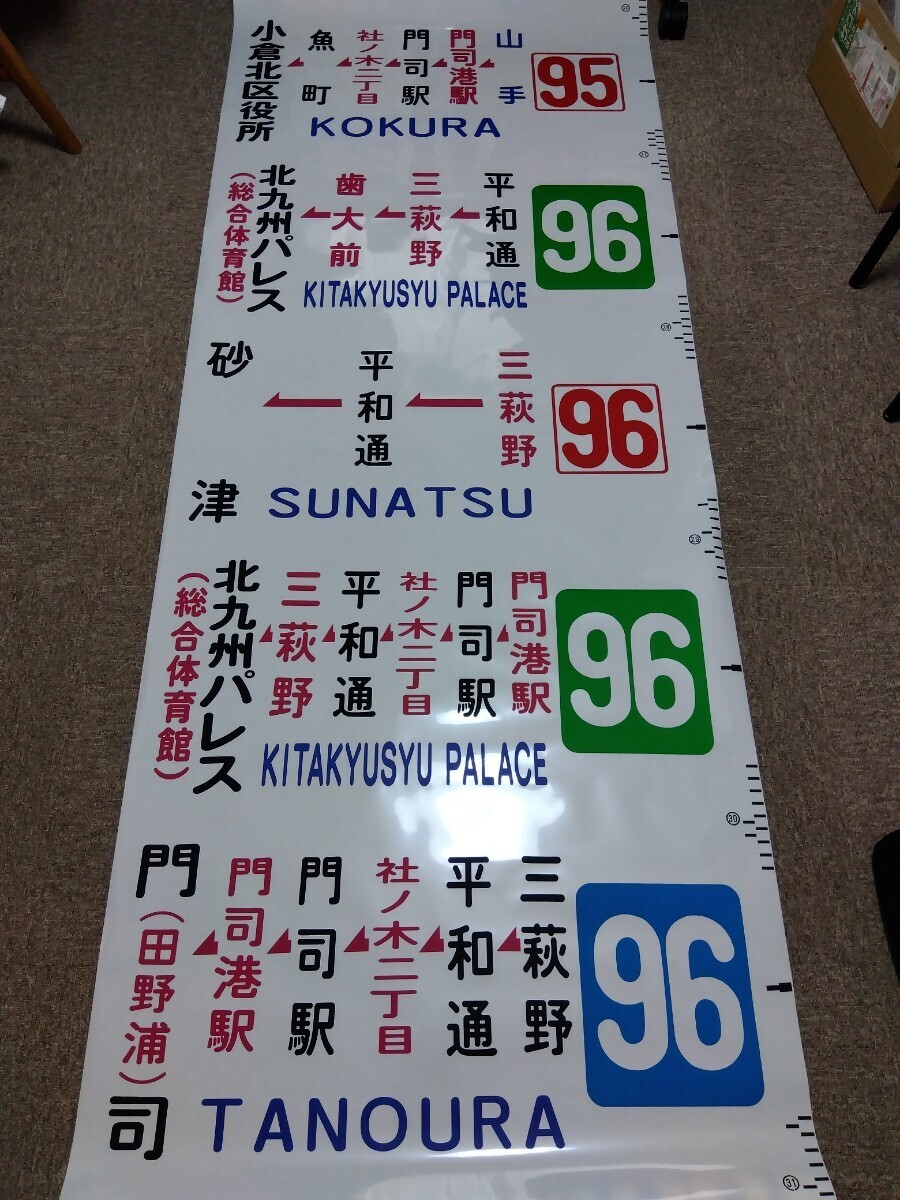 95
山手
門司港駅
門司駅
社ノ木二丁目
魚町
小倉北区役所
KOKURA
96
平和通
三萩野
歯大前
北九州パレス
(総合体育館)
KITAKYUSYU PALACE
28
96
三萩野
平和通
砂津
SUNATSU
29
96
門司港駅
門司駅
社ノ木二丁目
平和通
三萩野
北九州パレス
(総合体育館)
KITAKYUSYU PALACE
30
96
三萩野
平和通
社ノ木二丁目
門司駅
門司港駅
門司
(田野浦)
TANOURA
31